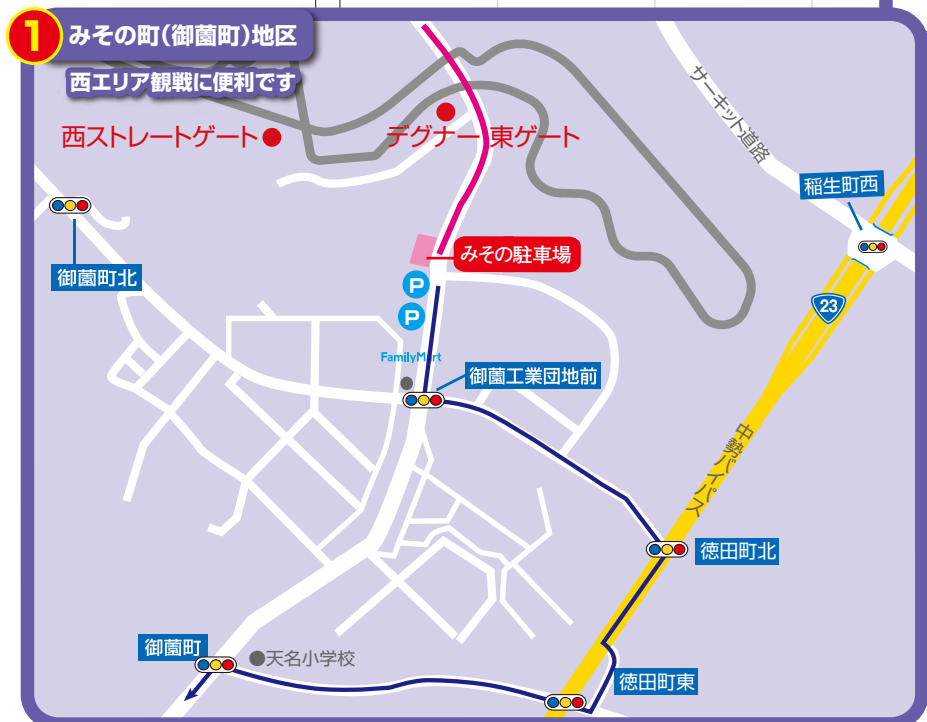 1 みその町(御薗町)地区
西エリア観戦に便利です
サーキット道路
西ストレートゲート
デグナー東ゲート
稲生町西
みその駐車場
御薗町北
P
23
P
FamilyMart
御薗工業団地前
中勢バイパス
徳田町北
御薗町
天名小学校
徳田町東